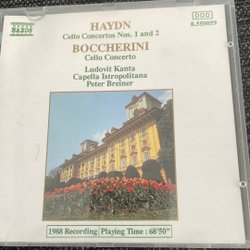 NAXOS
DDD
8.550059
HAYDN
Cello Concertos Nos. 1 and 2
BOCCHERINI
Cello Concerto
Ludovit Kanta
Capella Istropolitana
Peter Breiner
1988 Recording
Playing Time : 68'50"